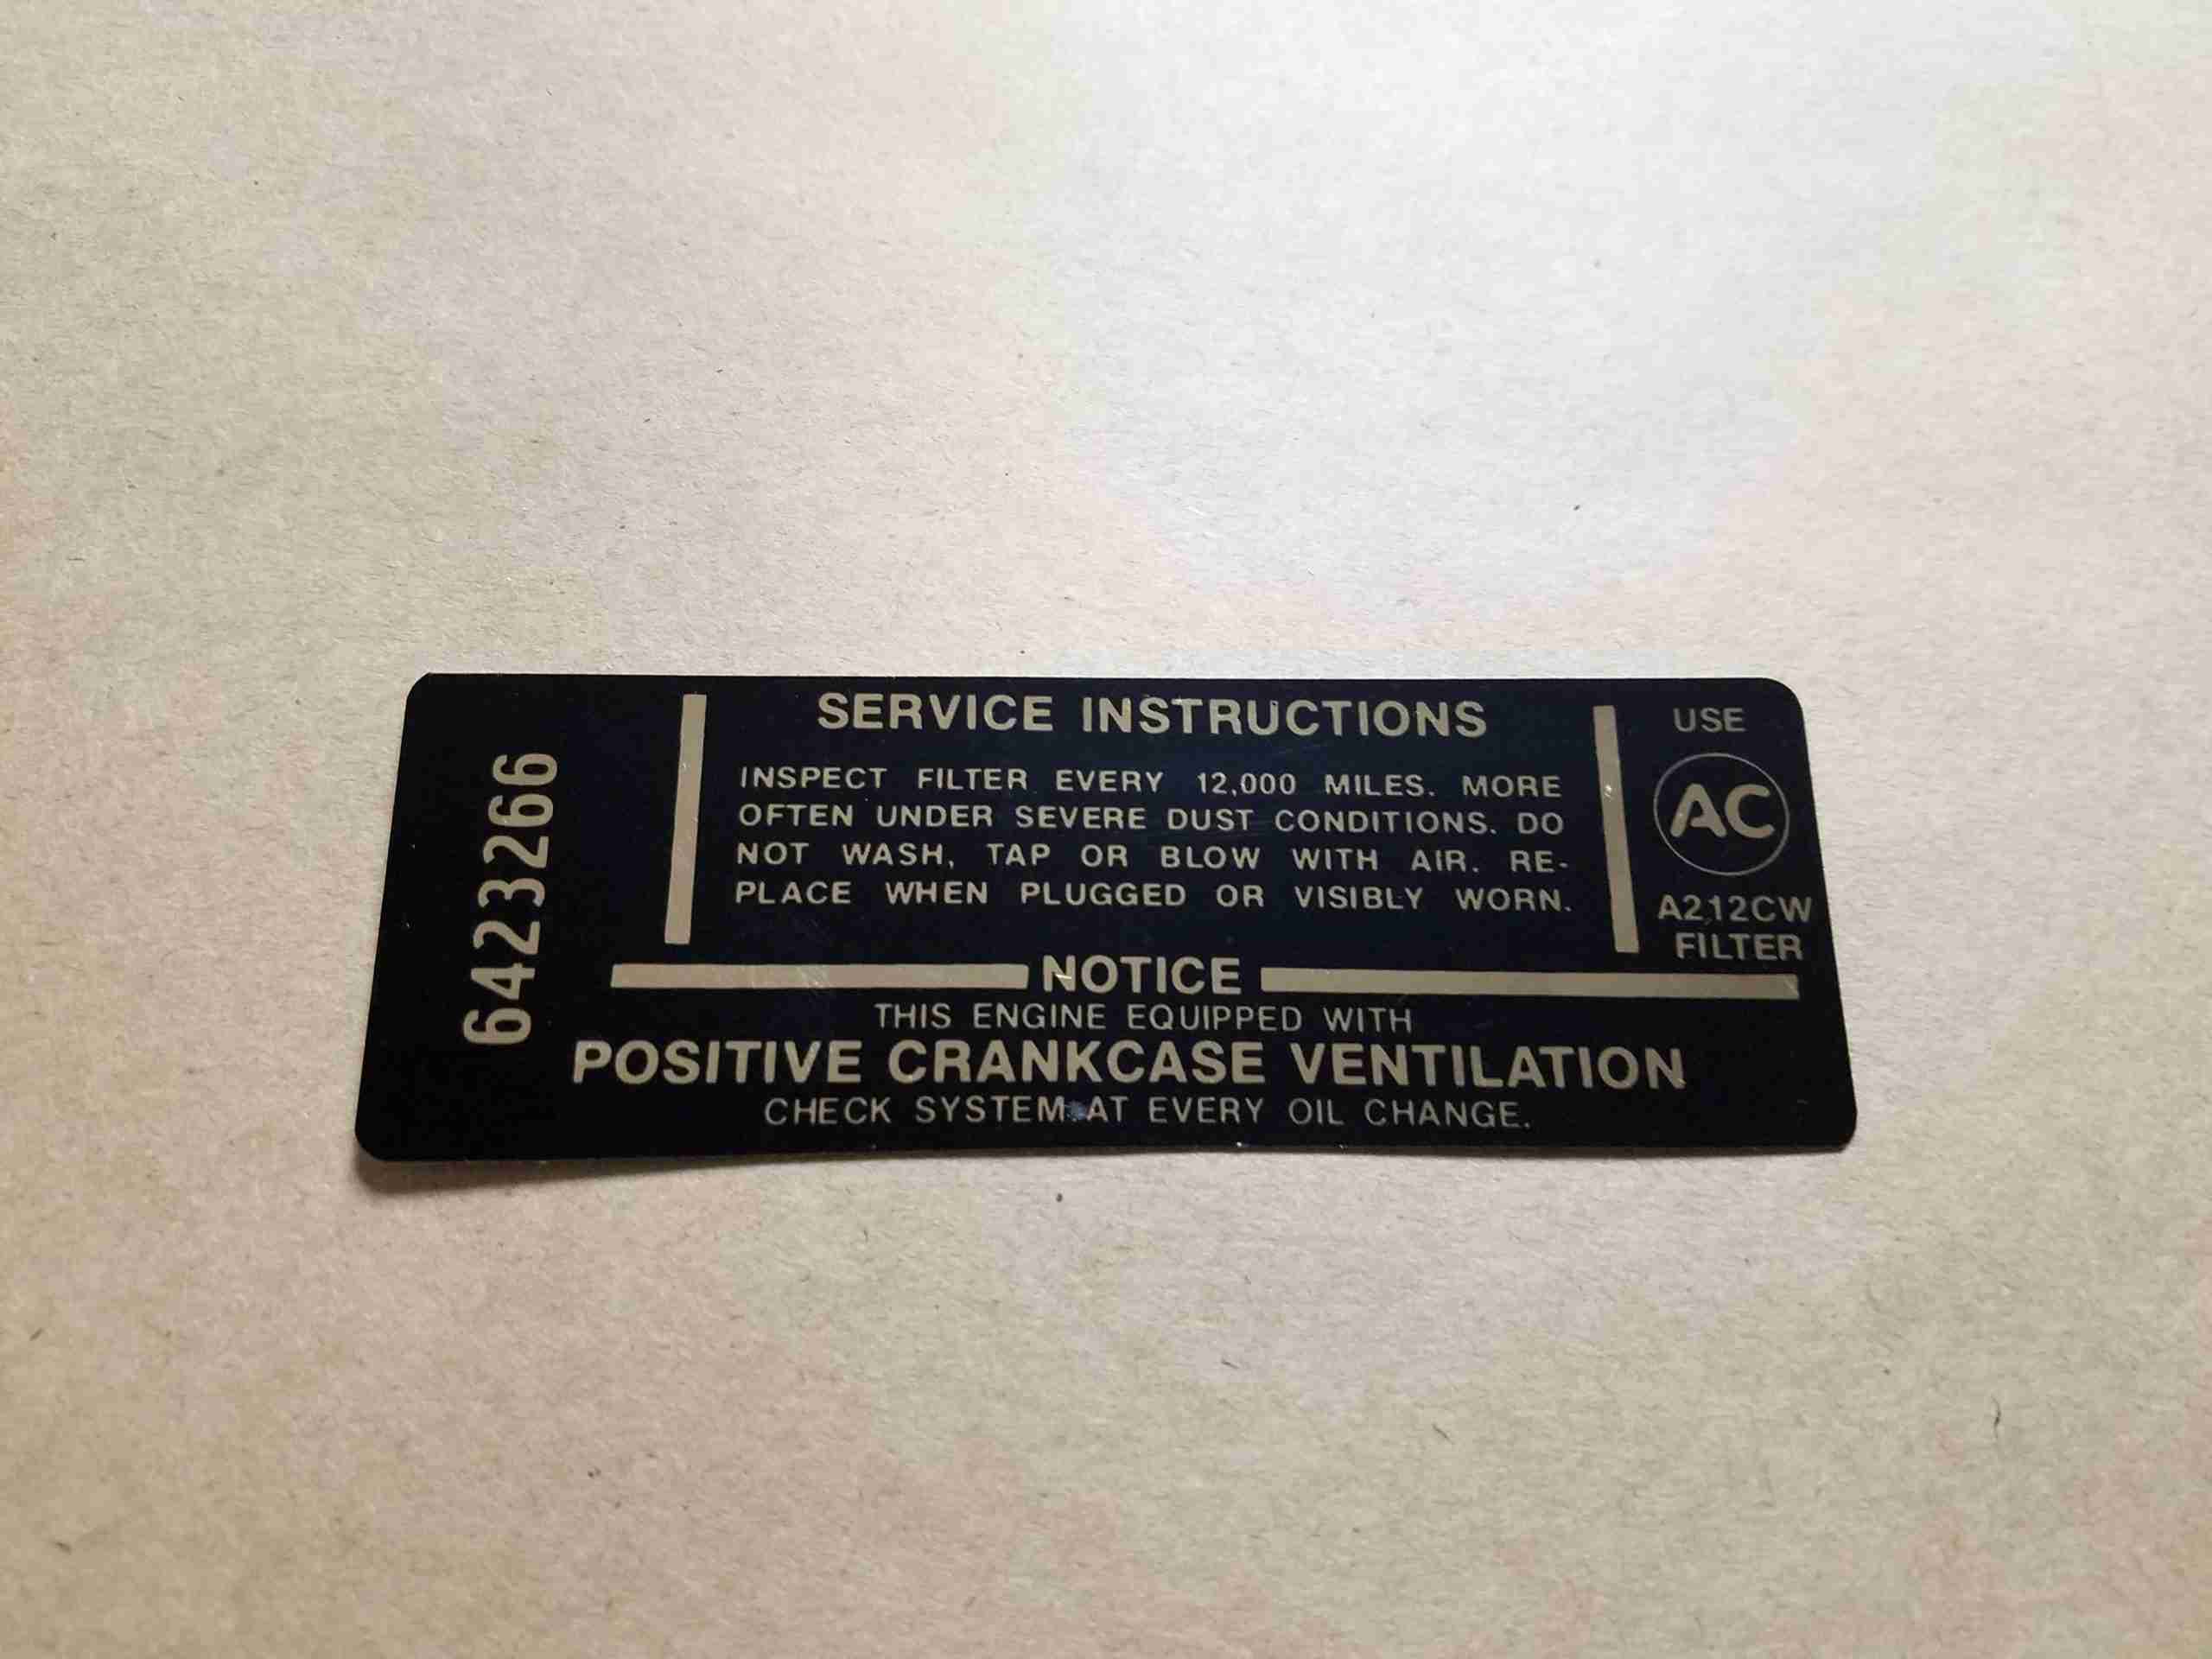 6423266
SERVICE INSTRUCTIONS
INSPECT FILTER EVERY 12,000 MILES. MORE
OFTEN UNDER SEVERE DUST CONDITIONS. DO
NOT WASH, TAP OR BLOW WITH AIR. RE-
PLACE WHEN PLUGGED OR VISIBLY WORN.
USE
AC
A212CW
FILTER
NOTICE
THIS ENGINE EQUIPPED WITH
POSITIVE CRANKCASE VENTILATION
CHECK SYSTEM AT EVERY OIL CHANGE.